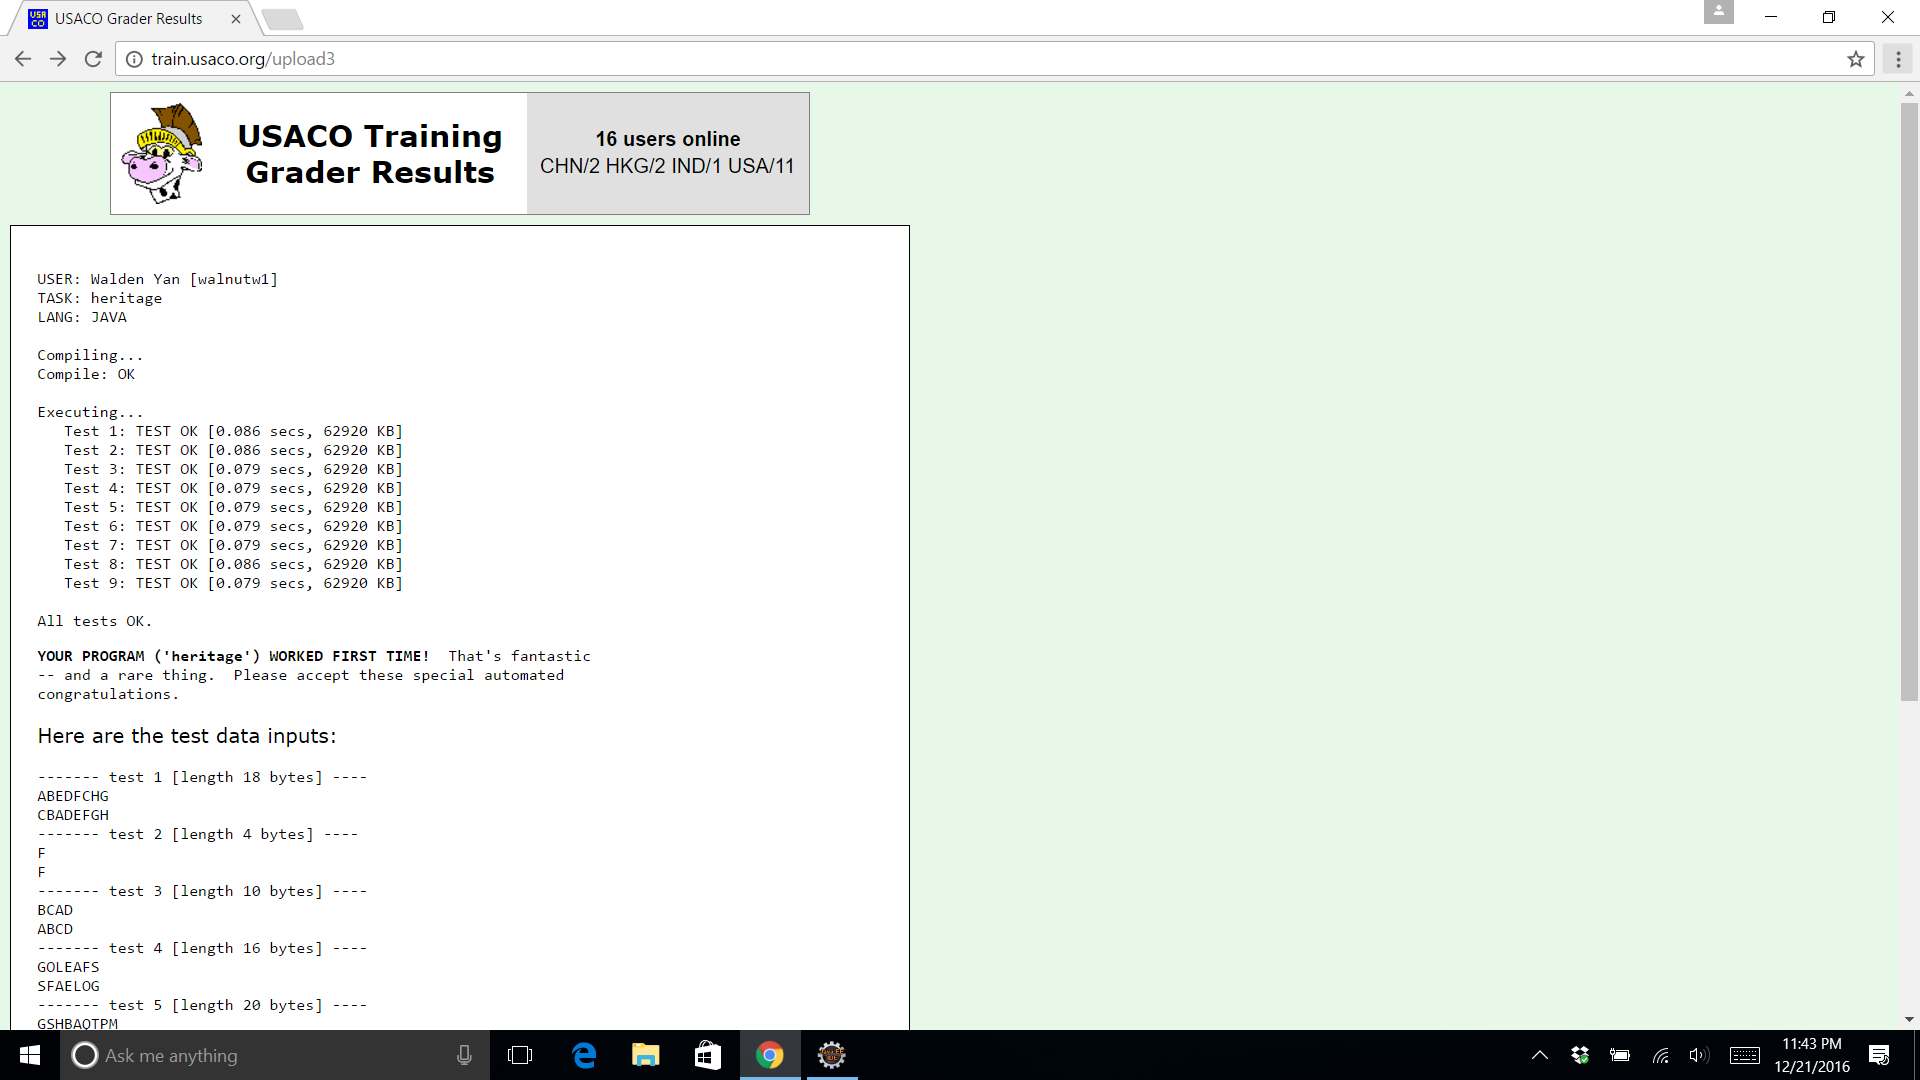 USACO Grader Results
train.usaco.org/upload3
USACO Training
Grader Results
16 users online
CHN/2 HKG/2 IND/1 USA/11
USER: Walden Yan [walnutw1]
TASK: heritage
LANG: JAVA
Compiling...
Compile: OK
Executing...
Test 1: TEST OK [0.086 secs, 62920 KB]
Test 2: TEST OK [0.086 secs, 62920 KB]
Test 3: TEST OK [0.079 secs, 62920 KB]
Test 4: TEST OK [0.079 secs, 62920 KB]
Test 5: TEST OK [0.079 secs, 62920 KB]
Test 6: TEST OK [0.079 secs, 62920 KB]
Test 7: TEST OK [0.079 secs, 62920 KB]
Test 8: TEST OK [0.086 secs, 62920 KB]
Test 9: TEST OK [0.079 secs, 62920 KB]
All tests OK.
YOUR PROGRAM ('heritage') WORKED FIRST TIME!  That's fantastic
-- and a rare thing.  Please accept these special automated
congratulations.
Here are the test data inputs:
------- test 1 [length 18 bytes] ----
ABEDFCHG
CBADEFGH
------- test 2 [length 4 bytes] ----
F
F
------- test 3 [length 10 bytes] ----
BCAD
ABCD
------- test 4 [length 16 bytes] ----
GOLEAFS
SFAELOG
------- test 5 [length 20 bytes] ----
GSHBAQTPM
Ask me anything
11:43 PM
12/21/2016